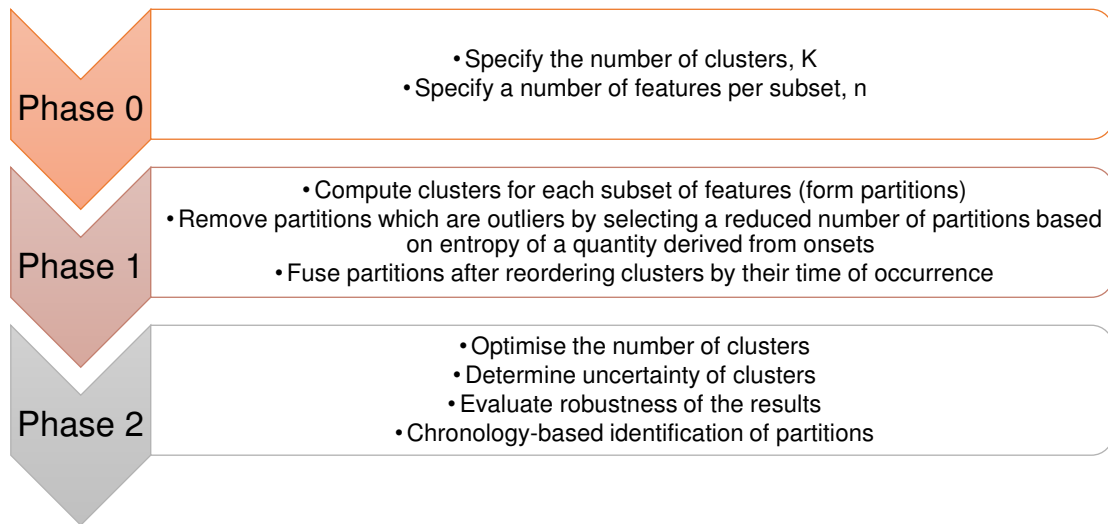 Phase 0
• Specify the number of clusters, K
• Specify a number of features per subset, n
Phase 1
• Compute clusters for each subset of features (form partitions)
• Remove partitions which are outliers by selecting a reduced number of partitions based
on entropy of a quantity derived from onsets
• Fuse partitions after reordering clusters by their time of occurrence
Phase 2
• Optimise the number of clusters
• Determine uncertainty of clusters
• Evaluate robustness of the results
• Chronology-based identification of partitions